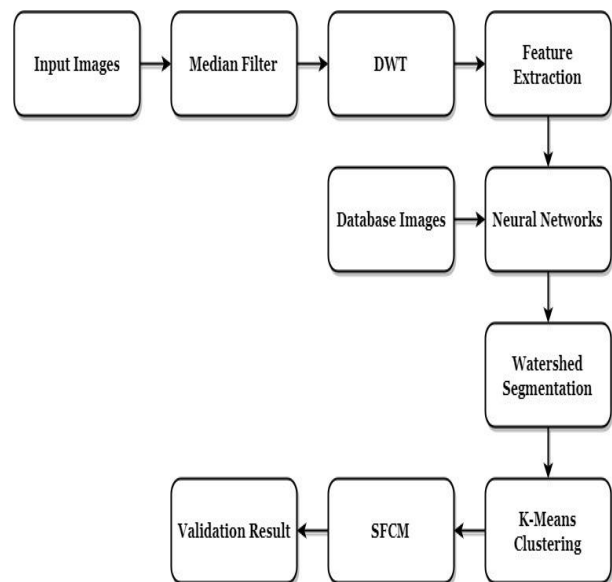 Input Images
Median Filter
DWT
Feature
Extraction
Database Images
Neural Networks
Watershed
Segmentation
K-Means
Clustering
SFCM
Validation Result